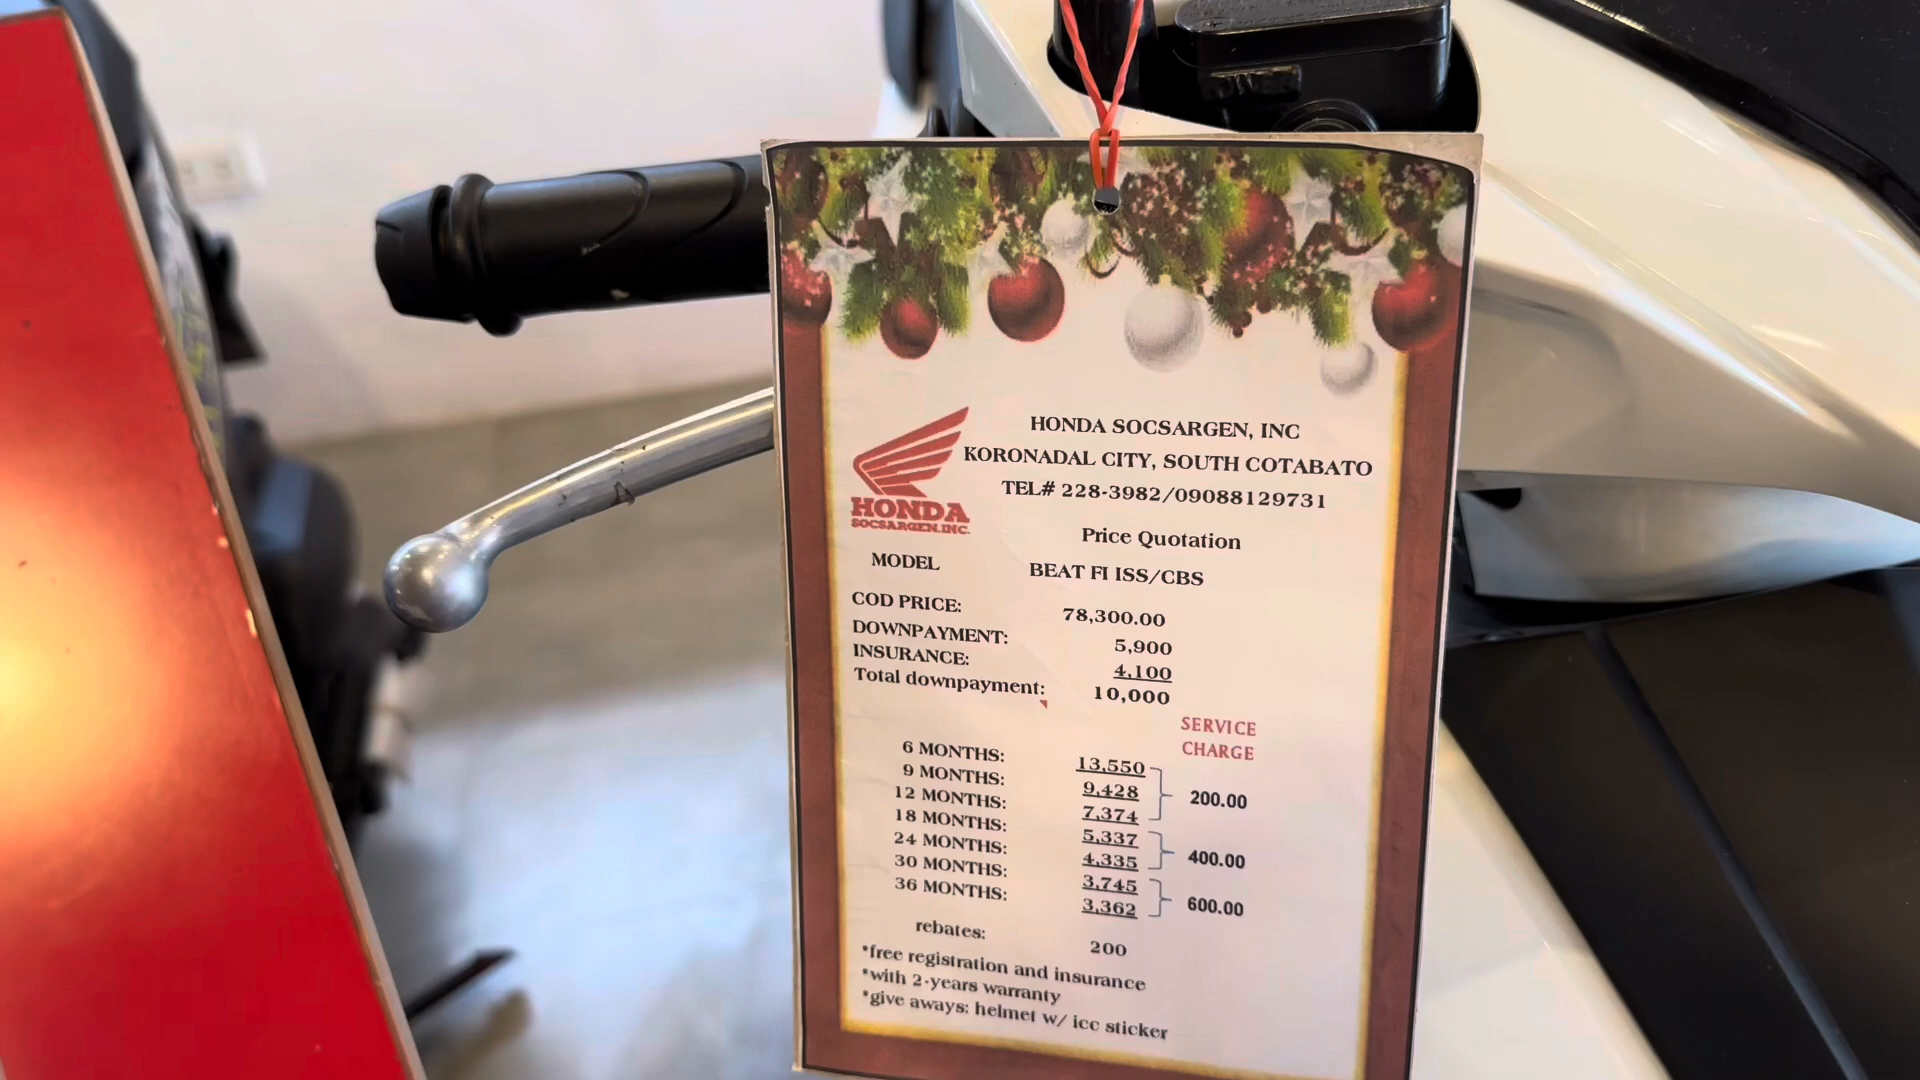 HONDA SOCSARGEN, INC
KORONADAL CITY, SOUTH COTABATO
TEL# 228-3982/09088129731
HONDA
SOCSARGEN.INC.
Price Quotation
MODEL BEAT FI ISS/CBS
COD PRICE: 78,300.00
DOWNPAYMENT: 5,900
INSURANCE: 4,100
Total downpayment: 10,000
SERVICE
CHARGE
6 MONTHS: 13,550
9 MONTHS: 9,428 200.00
12 MONTHS: 7,374
18 MONTHS: 5,337
24 MONTHS: 4,335 400.00
30 MONTHS: 3,745
36 MONTHS: 3,362 600.00
rebates: 200
*free registration and insurance
*with 2-years warranty
*give aways: helmet w/ icc sticker